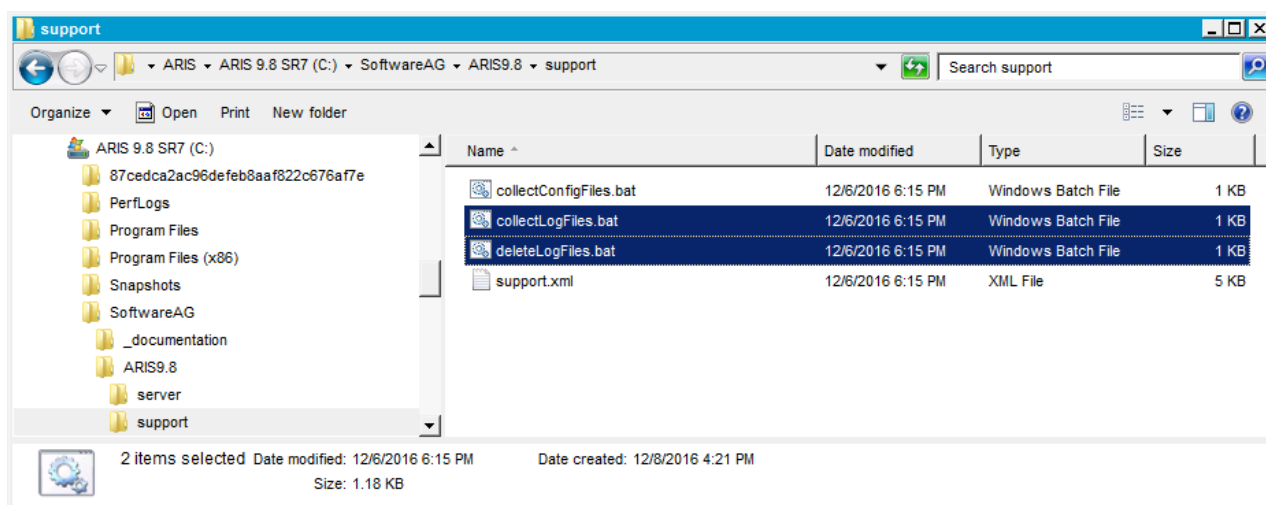 support
ARIS ARIS 9.8 SR7 (C:) SoftwareAG ARIS9.8 support Search support
Organize Open Print New folder
ARIS 9.8 SR7 (C:)
87cedca2ac96defeb8aaf822c676af7e
PerfLogs
Program Files
Program Files (x86)
Snapshots
SoftwareAG
_documentation
ARIS9.8
server
support
Name Date modified Type Size
collectConfigFiles.bat 12/6/2016 6:15 PM Windows Batch File 1 KB
collectLogFiles.bat 12/6/2016 6:15 PM Windows Batch File 1 KB
deleteLogFiles.bat 12/6/2016 6:15 PM Windows Batch File 1 KB
support.xml 12/6/2016 6:15 PM XML File 5 KB
2 items selected Date modified: 12/6/2016 6:15 PM Date created: 12/8/2016 4:21 PM
Size: 1.18 KB